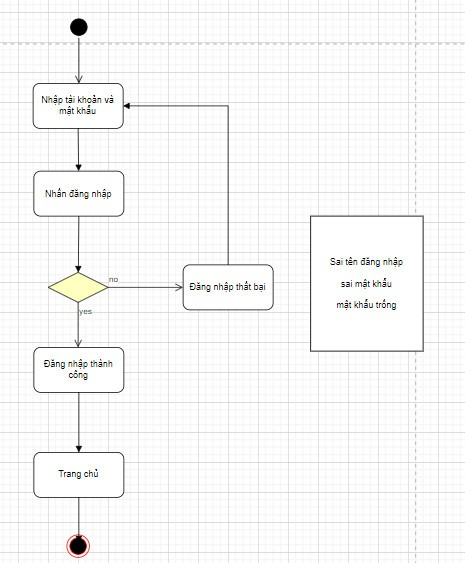 Nhập tài khoản và
mật khẩu
Nhấn đăng nhập
no
Đăng nhập thất bại
yes
Đăng nhập thành
công
Trang chủ
Sai tên đăng nhập
sai mật khẩu
mật khẩu trống